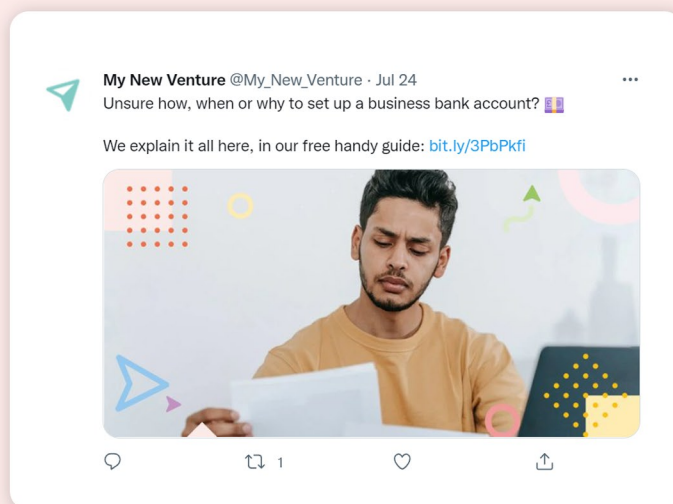 My New Venture @My_New_Venture · Jul 24
Unsure how, when or why to set up a business bank account? 💷
We explain it all here, in our free handy guide: bit.ly/3PbPkfi
1